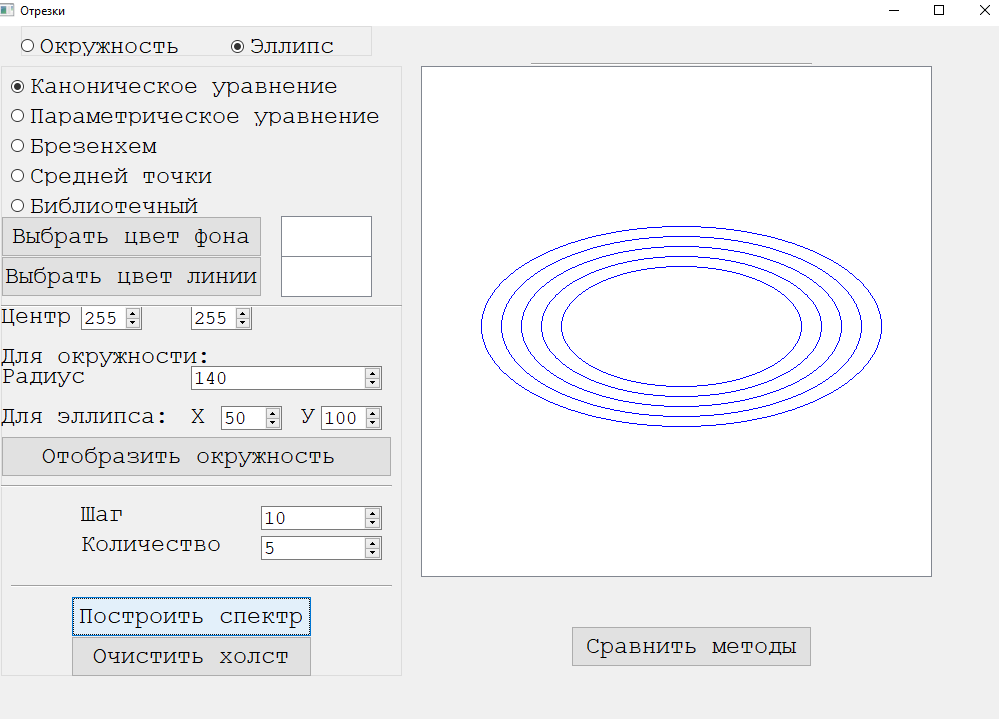 Отрезки
Окружность Эллипс
Каноническое уравнение
Параметрическое уравнение
Брезенхем
Средней точки
Библиотечный
Выбрать цвет фона
Выбрать цвет линии
Центр 255 255
Для окружности:
Радиус 140
Для эллипса: X 50 У 100
Отобразить окружность
Шаг 10
Количество 5
Построить спектр
Очистить холст
Сравнить методы